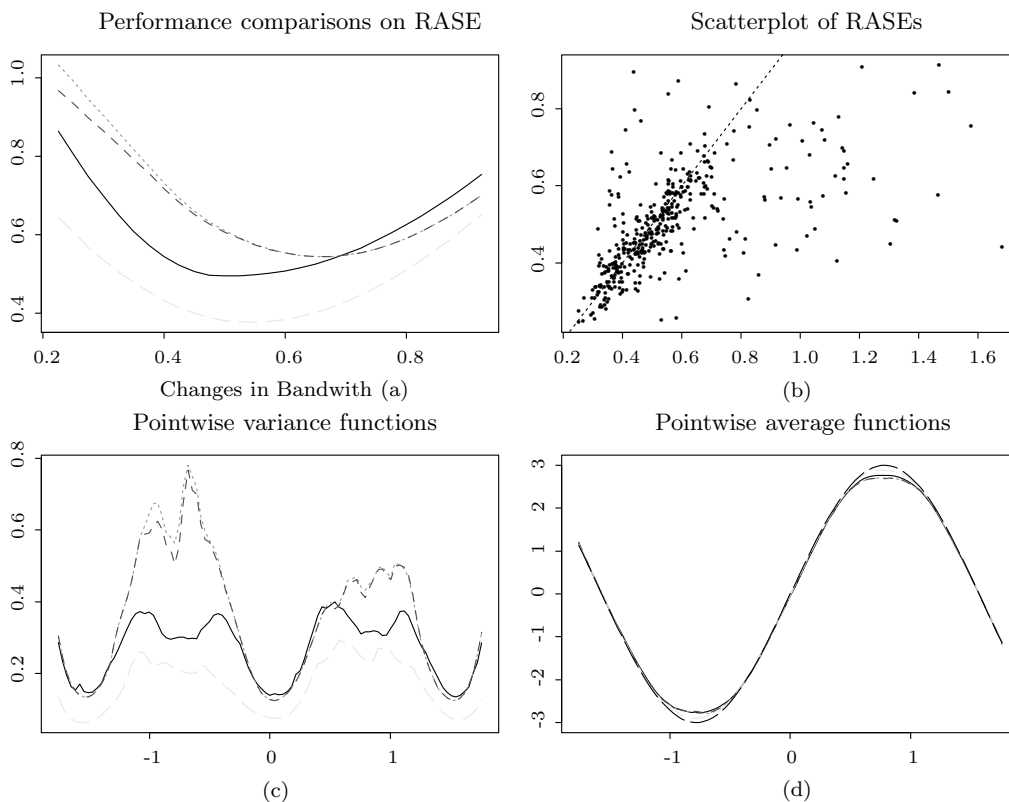 Performance comparisons on RASE
Scatterplot of RASEs
1.0
0.8
0.6
0.4
0.2 0.4 0.6 0.8
Changes in Bandwith (a)
0.8
0.6
0.4
0.2 0.4 0.6 0.8 1.0 1.2 1.4 1.6
(b)
Pointwise variance functions
Pointwise average functions
0.8
0.6
0.4
0.2
-1 0 1
(c)
3
2
1
0
-1
-2
-3
-1 0 1
(d)